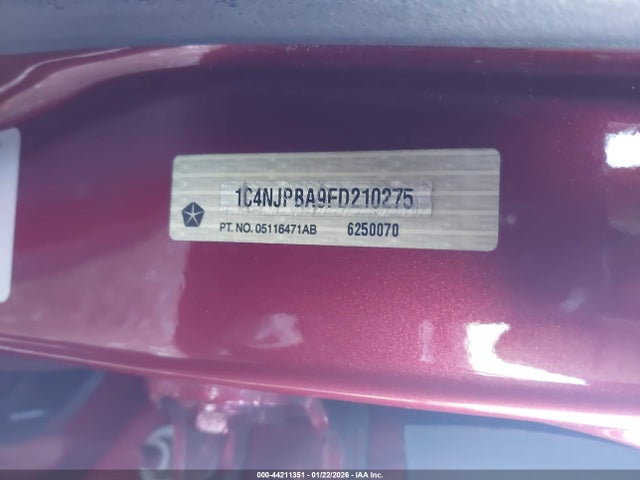 1C4NJPBA9FD210275
PT. NO. 05116471AB 6250070
000-44211351 - 01/22/2026 - IAA Inc.